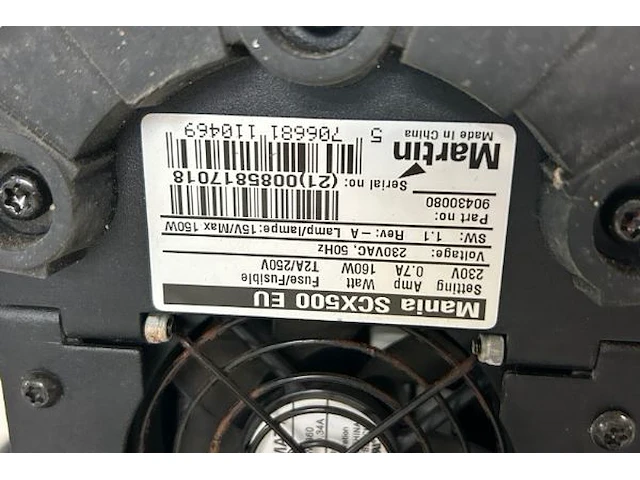 Mania SCX500 EU
Setting Amp Watt Fuse/Fusible
230V 0.7A 160W T2A/250V
Voltage: 230VAC, 50Hz
SW: 1.1 Rev: -A Lamp/lampe:15V/Max 150W
Part no:
90430080
Serial no:
(21)0085817018
Martin
Made In China
5 706681 110469